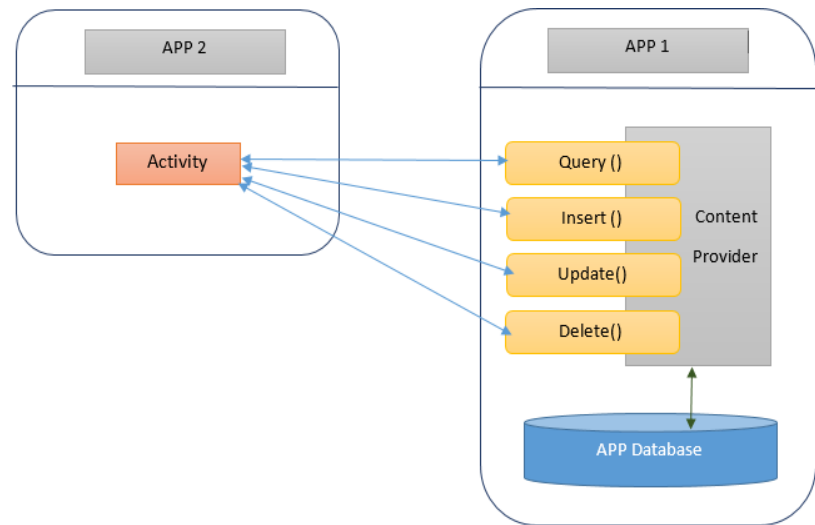 APP 2
APP 1
Activity
Query ()
Insert ()
Update()
Delete()
Content
Provider
APP Database